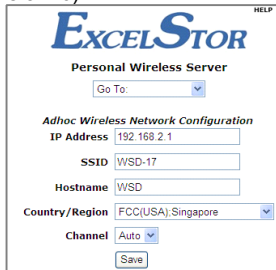 HELP
EXCELSTOR
Personal Wireless Server
Go To:
Adhoc Wireless Network Configuration
IP Address 192.168.2.1
SSID WSD-17
Hostname WSD
Country/Region FCC(USA);Singapore
Channel Auto
Save